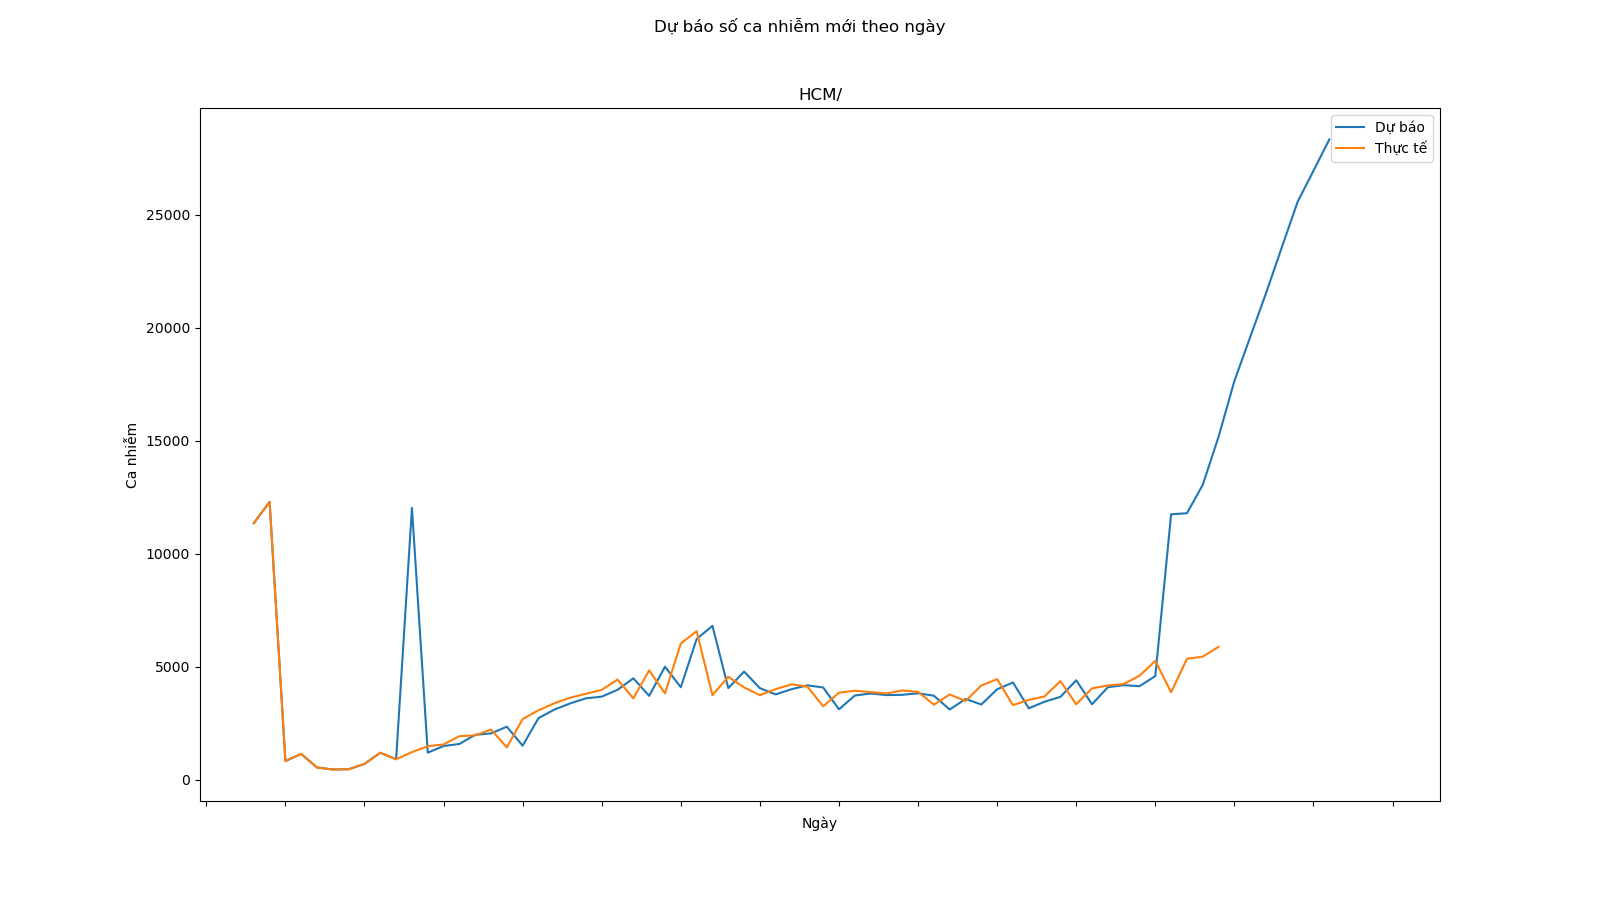 Dự báo số ca nhiễm mới theo ngày
HCM/
Dự báo
Thực tế
25000
20000
15000
10000
5000
0
Ca nhiễm
Ngày